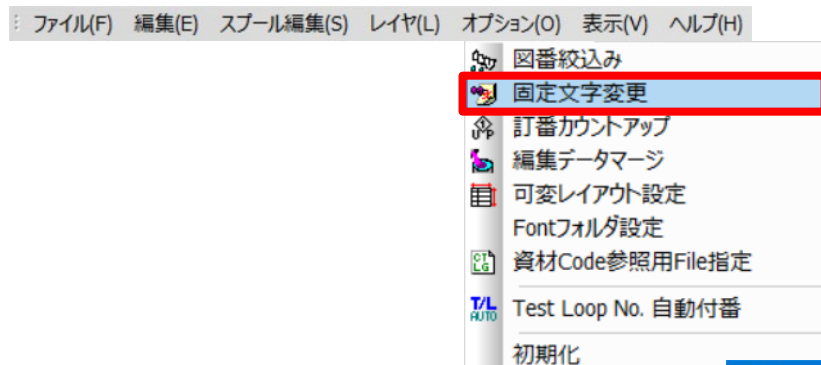 ファイル(F) 編集(E) スプール編集(S) レイヤ(L) オプション(O) 表示(V) ヘルプ(H)
図番絞込み
固定文字変更
訂番カウントアップ
編集データマージ
可変レイアウト設定
Fontフォルダ設定
資材Code参照用File指定
Test Loop No. 自動付番
初期化